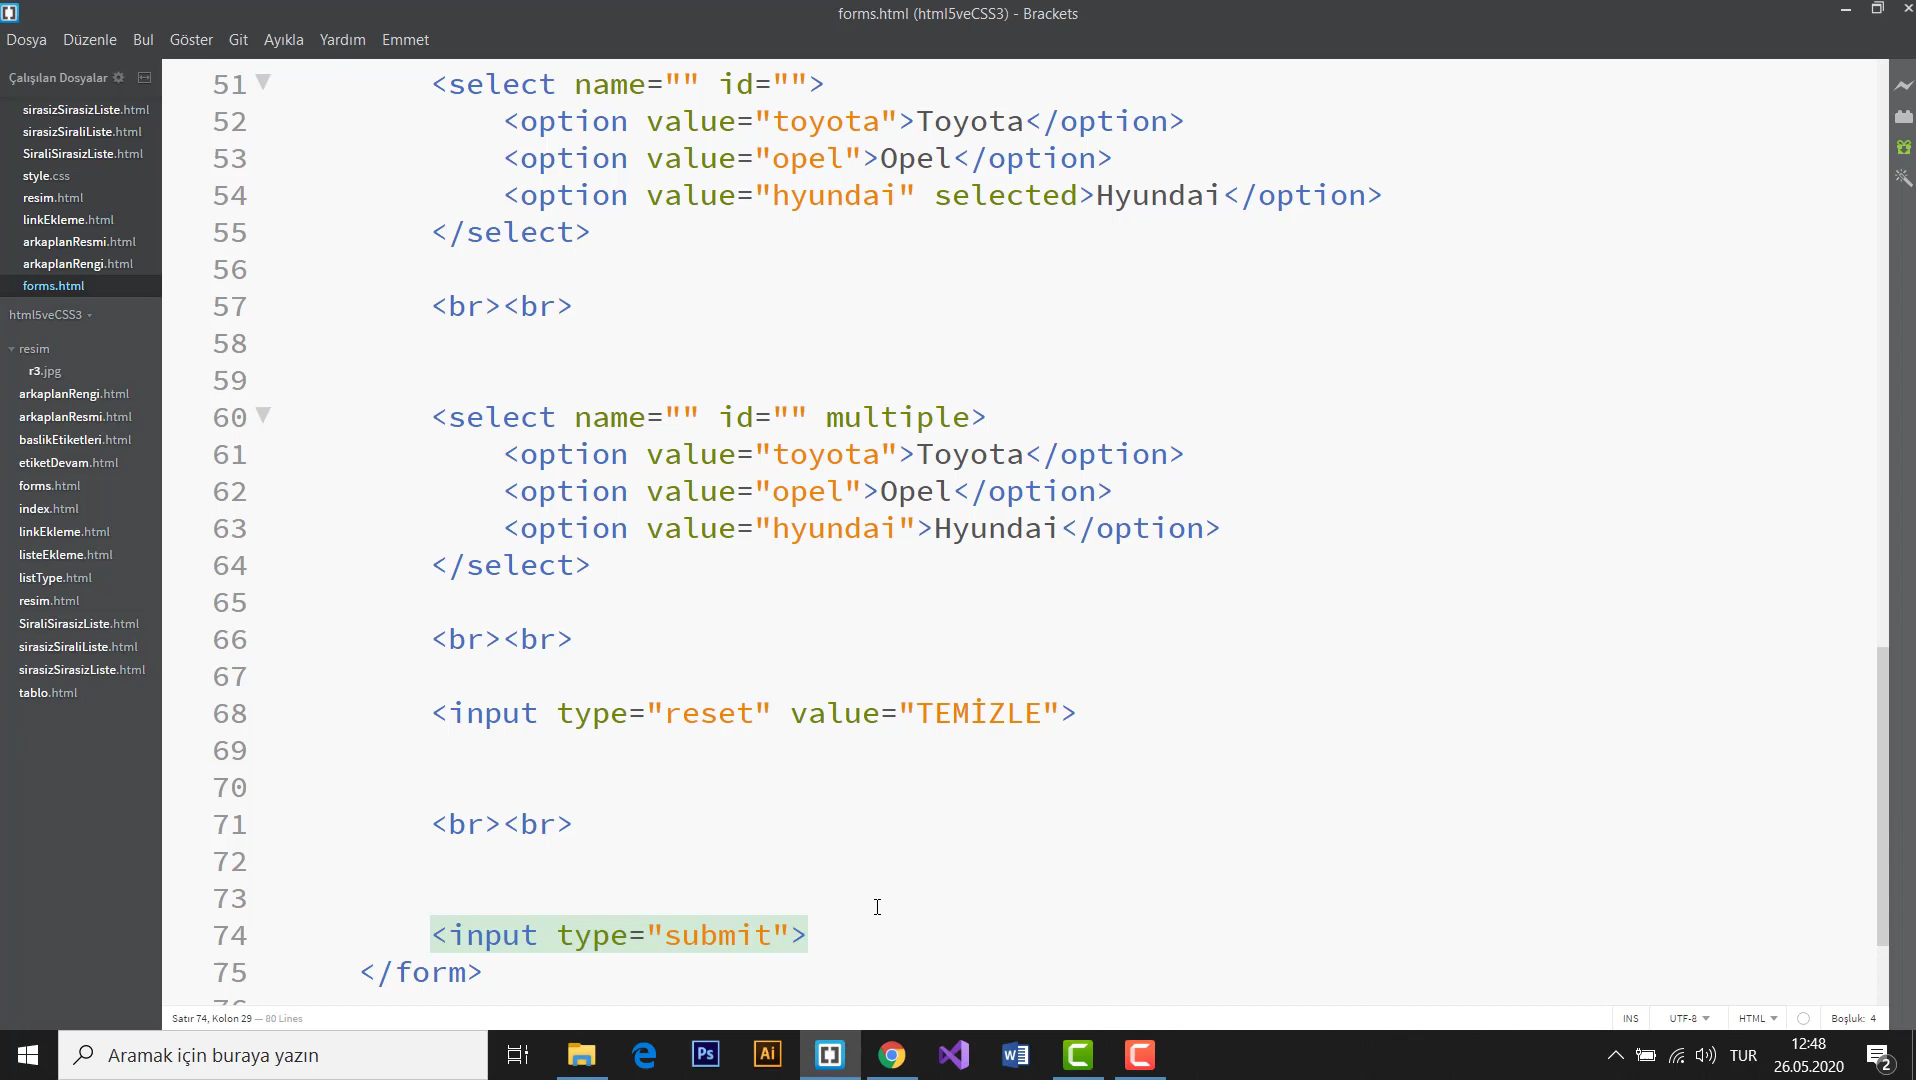 forms.html (html5veCSS3) - Brackets
Dosya Düzenle Bul Göster Git Ayıkla Yardım Emmet
Çalışılan Dosyalar
sirasizSirasizListe.html
sirasizSiraliListe.html
SiraliSirasizListe.html
style.css
resim.html
linkEkleme.html
arkaplanResmi.html
arkaplanRengi.html
forms.html
html5veCSS3
resim
r3.jpg
arkaplanRengi.html
arkaplanResmi.html
baslikEtiketleri.html
etiketDevam.html
forms.html
index.html
linkEkleme.html
listeEkleme.html
listType.html
resim.html
SiraliSirasizListe.html
sirasizSiraliListe.html
sirasizSirasizListe.html
tablo.html
51 <select name="" id="">
52 <option value="toyota">Toyota</option>
53 <option value="opel">Opel</option>
54 <option value="hyundai" selected>Hyundai</option>
55 </select>
56
57 <br><br>
58
59
60 <select name="" id="" multiple>
61 <option value="toyota">Toyota</option>
62 <option value="opel">Opel</option>
63 <option value="hyundai">Hyundai</option>
64 </select>
65
66 <br><br>
67
68 <input type="reset" value="TEMİZLE">
69
70
71 <br><br>
72
73
74 <input type="submit">
75 </form>
Satır 74, Kolon 29 — 80 Lines
INS UTF-8 HTML Boşluk: 4
Aramak için buraya yazın
Ps Ai
TUR
12:48
26.05.2020
2